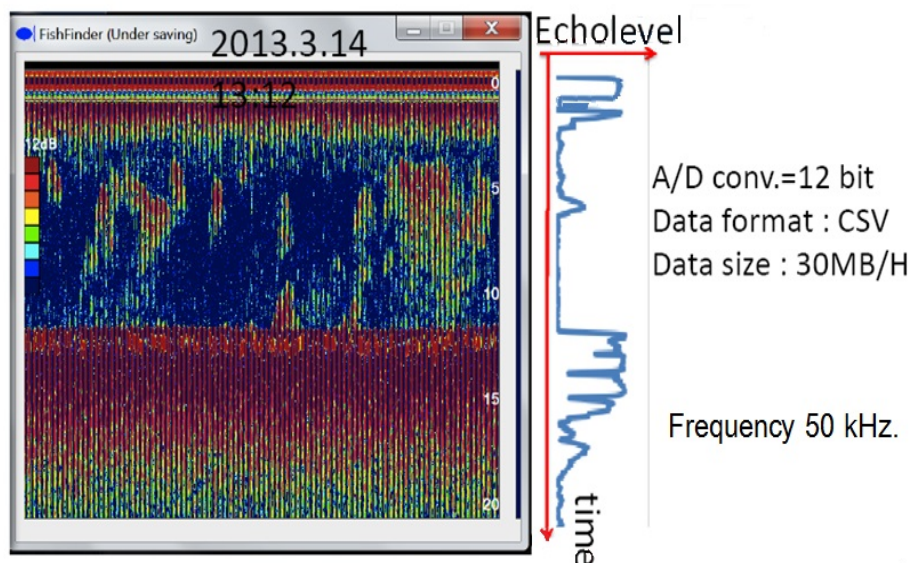 FishFinder (Under saving)
2013.3.14
13:12
12dB
0
5
10
15
20
Echolevel
time
A/D conv.=12 bit
Data format : CSV
Data size : 30MB/H
Frequency 50 kHz.